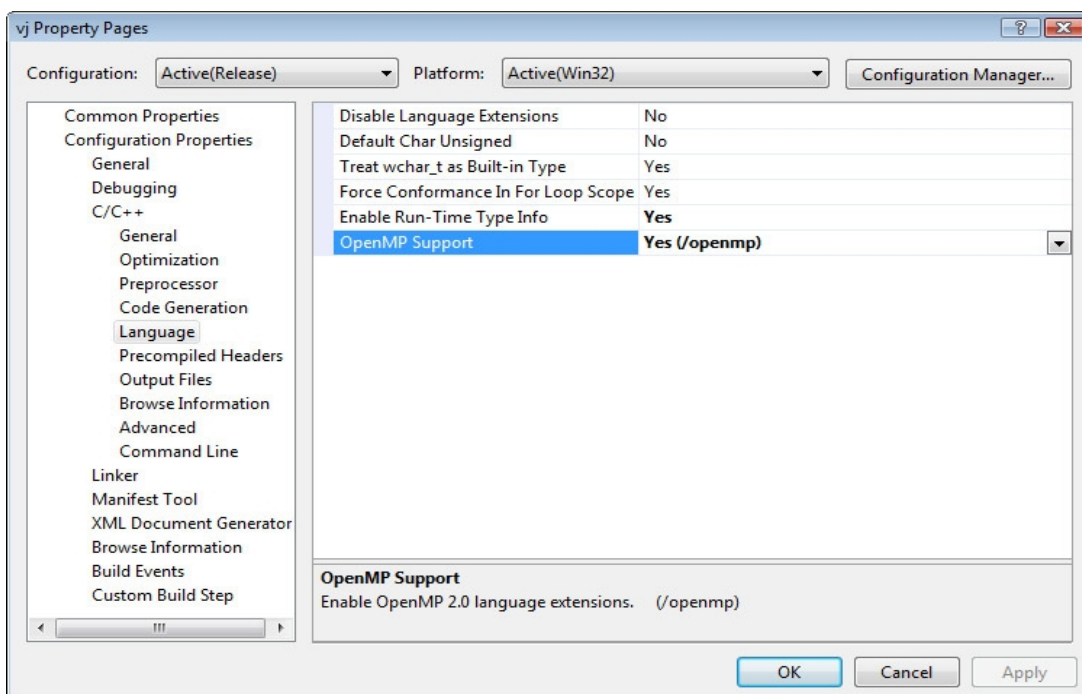 vj Property Pages
Configuration: Active(Release) Platform: Active(Win32) Configuration Manager...
Common Properties
Configuration Properties
General
Debugging
C/C++
General
Optimization
Preprocessor
Code Generation
Language
Precompiled Headers
Output Files
Browse Information
Advanced
Command Line
Linker
Manifest Tool
XML Document Generator
Browse Information
Build Events
Custom Build Step
Disable Language Extensions No
Default Char Unsigned No
Treat wchar_t as Built-in Type Yes
Force Conformance In For Loop Scope Yes
Enable Run-Time Type Info Yes
OpenMP Support Yes (/openmp)
OpenMP Support
Enable OpenMP 2.0 language extensions. (/openmp)
OK Cancel Apply